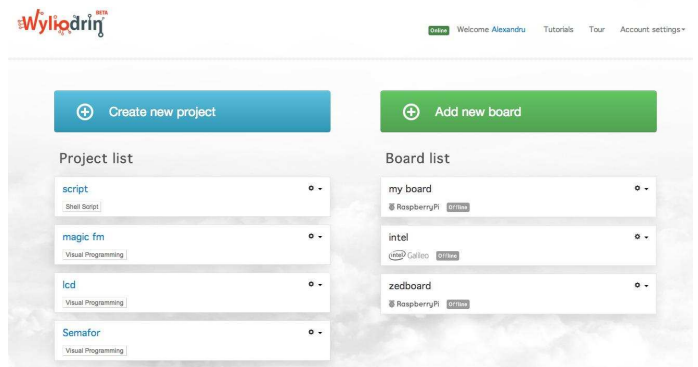 Wyliodrin BETA
Online Welcome Alexandru Tutorials Tour Account settings
Create new project
Add new board
Project list
script
Shell Script
magic fm
Visual Programming
lcd
Visual Programming
Semafor
Visual Programming
Board list
my board
RaspberryPi Offline
intel
intel Galileo Offline
zedboard
RaspberryPi Offline